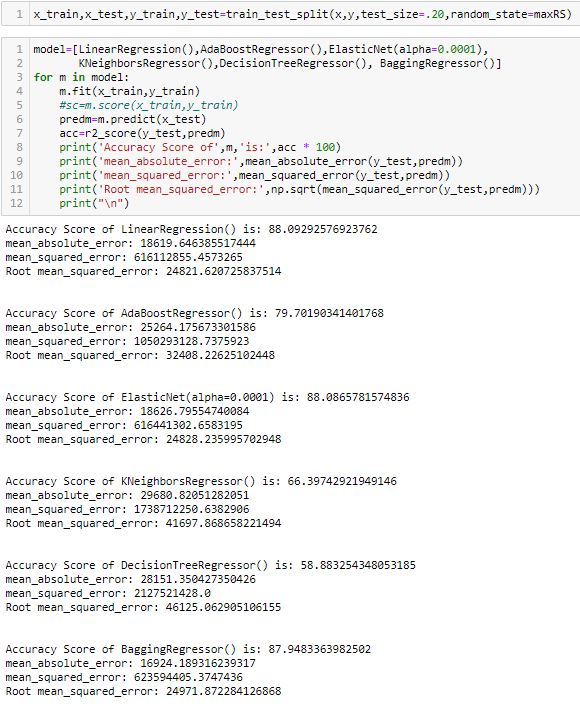 1 x_train,x_test,y_train,y_test=train_test_split(x,y,test_size=.20,random_state=maxRS)
1 model=[LinearRegression(),AdaBoostRegressor(),ElasticNet(alpha=0.0001),
2 KNeighborsRegressor(),DecisionTreeRegressor(), BaggingRegressor()]
3 for m in model:
4 m.fit(x_train,y_train)
5 #sc=m.score(x_train,y_train)
6 predm=m.predict(x_test)
7 acc=r2_score(y_test,predm)
8 print('Accuracy Score of',m,'is:',acc * 100)
9 print('mean_absolute_error:',mean_absolute_error(y_test,predm))
10 print('mean_squared_error:',mean_squared_error(y_test,predm))
11 print('Root mean_squared_error:',np.sqrt(mean_squared_error(y_test,predm)))
12 print("\n")
Accuracy Score of LinearRegression() is: 88.09292576923762
mean_absolute_error: 18619.646385517444
mean_squared_error: 616112855.4573265
Root mean_squared_error: 24821.620725837514
Accuracy Score of AdaBoostRegressor() is: 79.70190341401768
mean_absolute_error: 25264.175673301586
mean_squared_error: 1050293128.7375923
Root mean_squared_error: 32408.22625102448
Accuracy Score of ElasticNet(alpha=0.0001) is: 88.0865781574836
mean_absolute_error: 18626.79554740084
mean_squared_error: 616441302.6583195
Root mean_squared_error: 24828.235995702948
Accuracy Score of KNeighborsRegressor() is: 66.39742921949146
mean_absolute_error: 29680.82051282051
mean_squared_error: 1738712250.6382906
Root mean_squared_error: 41697.868658221494
Accuracy Score of DecisionTreeRegressor() is: 58.883254348053185
mean_absolute_error: 28151.350427350426
mean_squared_error: 2127521428.0
Root mean_squared_error: 46125.062905106155
Accuracy Score of BaggingRegressor() is: 87.9483363982502
mean_absolute_error: 16924.189316239317
mean_squared_error: 623594405.3747436
Root mean_squared_error: 24971.872284126868